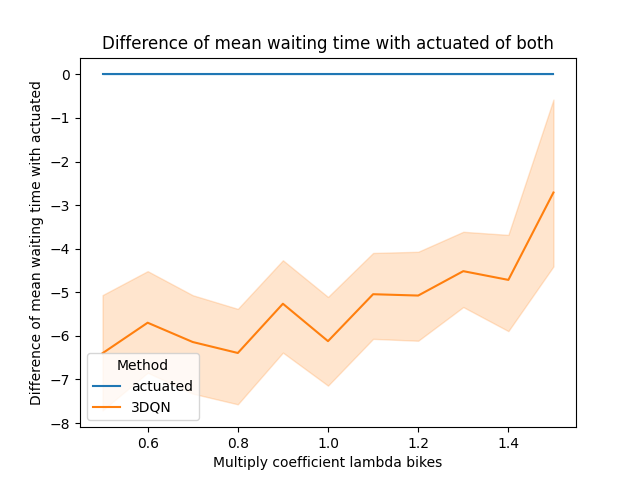 Difference of mean waiting time with actuated of both
Difference of mean waiting time with actuated
0
−1
−2
−3
−4
−5
−6
−7
−8
Method
actuated
3DQN
0.6
0.8
1.0
1.2
1.4
Multiply coefficient lambda bikes